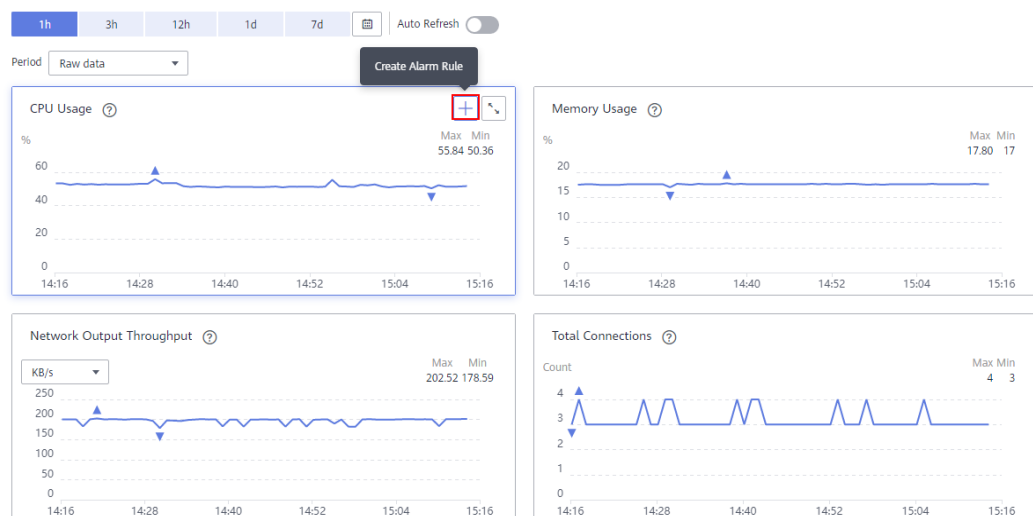 1h 3h 12h 1d 7d Auto Refresh
Period Raw data
Create Alarm Rule
CPU Usage ?
%
Max Min
55.84 50.36
60
40
20
0
14:16 14:28 14:40 14:52 15:04 15:16
Memory Usage ?
%
Max Min
17.80 17
20
15
10
5
0
14:16 14:28 14:40 14:52 15:04 15:16
Network Output Throughput ?
KB/s
Max Min
202.52 178.59
250
200
150
100
50
0
14:16 14:28 14:40 14:52 15:04 15:16
Total Connections ?
Count
Max Min
4 3
4
3
2
1
0
14:16 14:28 14:40 14:52 15:04 15:16